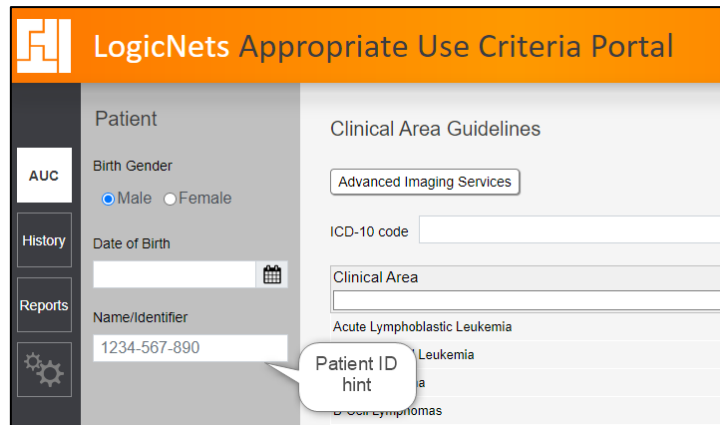 LogicNets Appropriate Use Criteria Portal
AUC
History
Reports
Patient
Birth Gender
Male Female
Date of Birth
Name/Identifier
1234-567-890
Patient ID
hint
Clinical Area Guidelines
Advanced Imaging Services
ICD-10 code
Clinical Area
Acute Lymphoblastic Leukemia
Leukemia
B-Cell Lymphomas